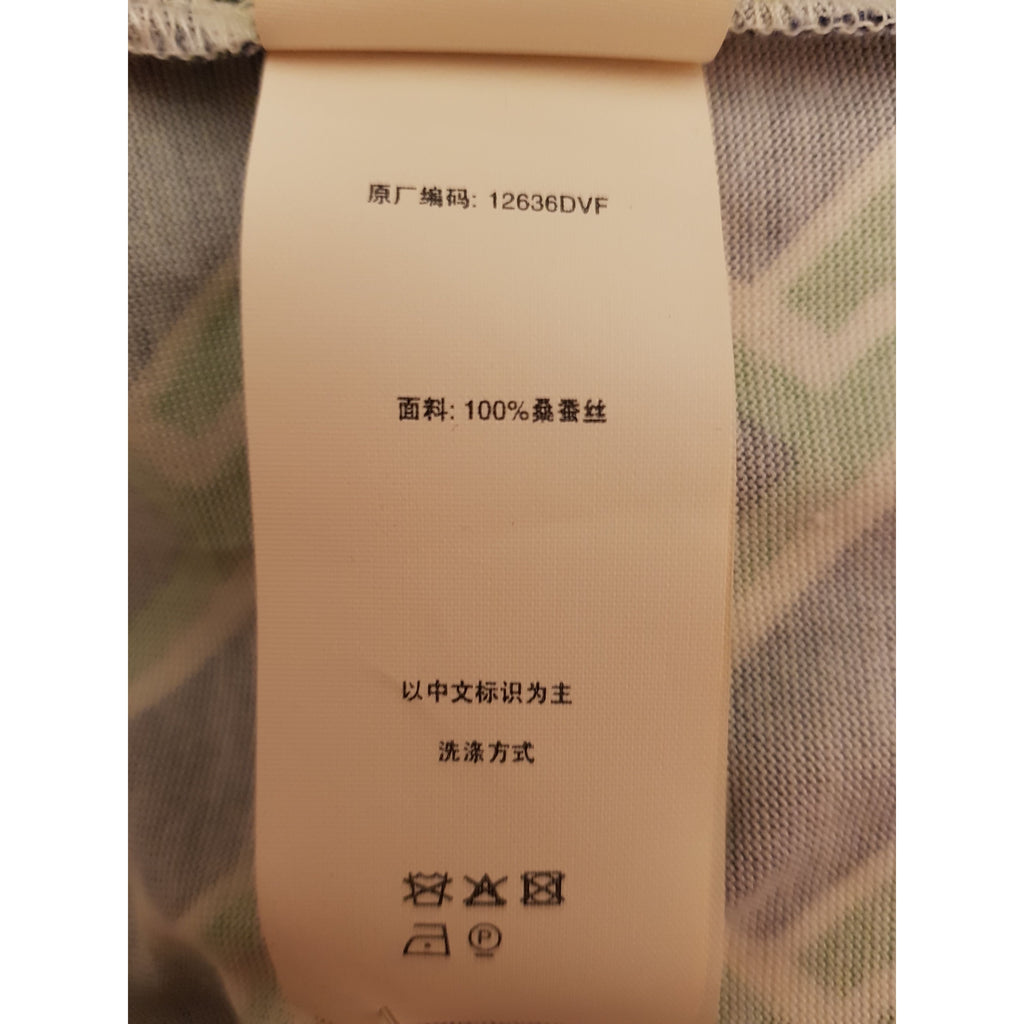 原厂编码: 12636DVF
面料: 100%桑蚕丝
以中文标识为主
洗涤方式
P